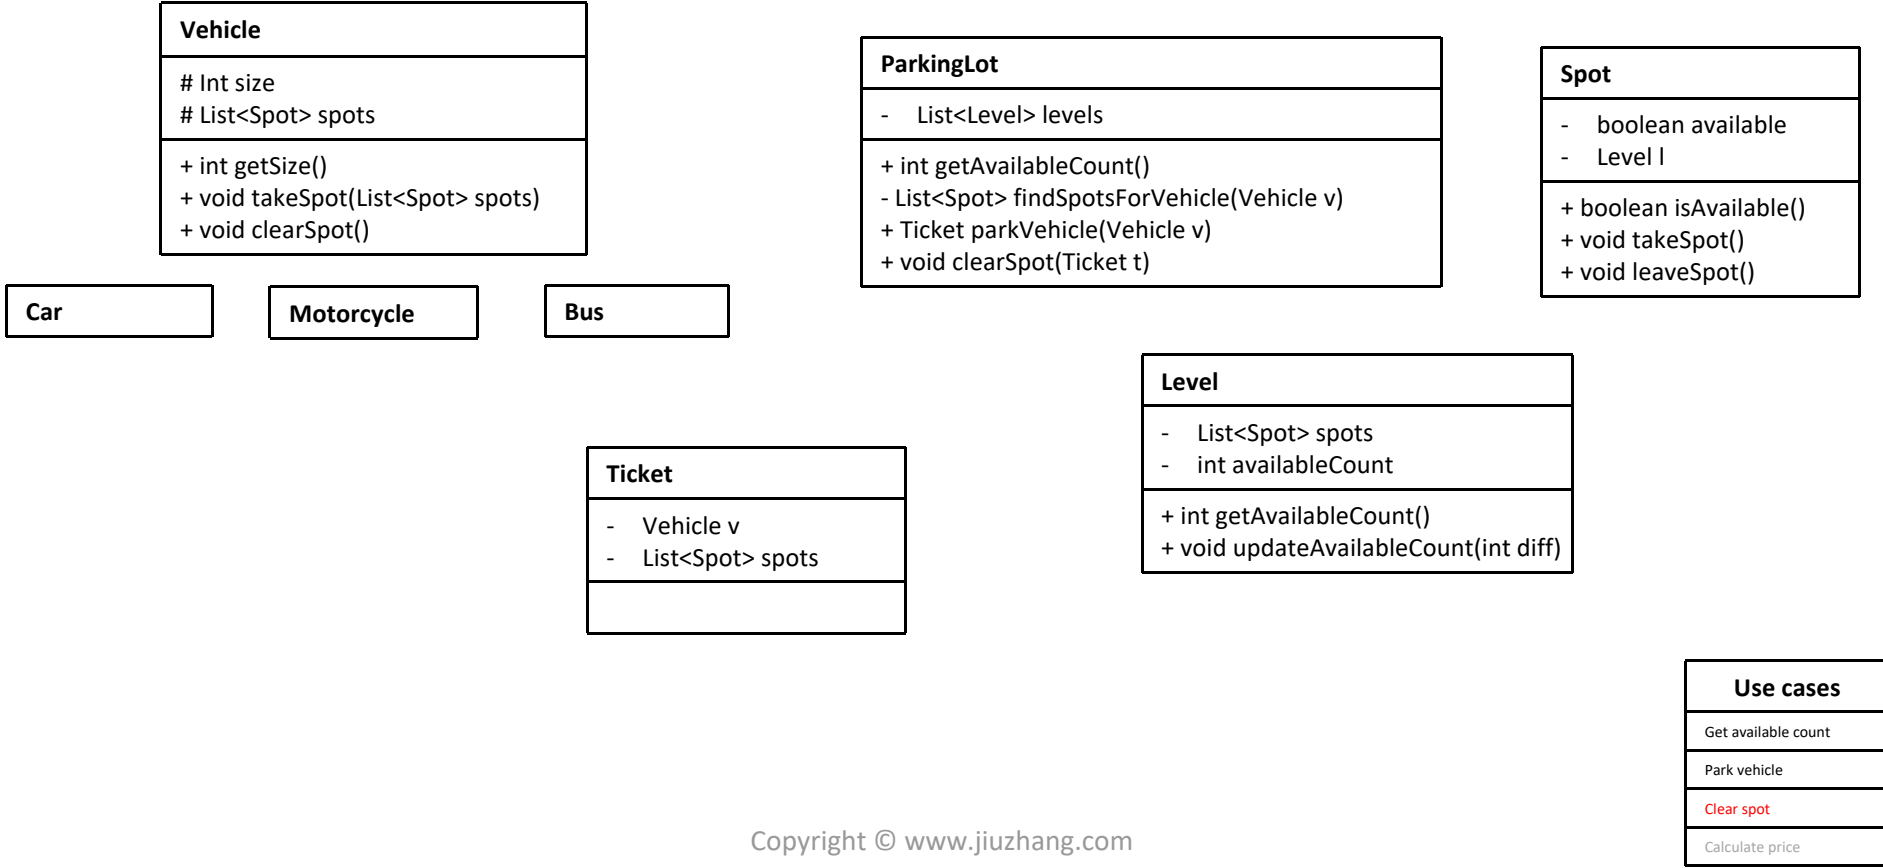 Vehicle
# Int size
# List<Spot> spots
+ int getSize()
+ void takeSpot(List<Spot> spots)
+ void clearSpot()
Car
Motorcycle
Bus
ParkingLot
- List<Level> levels
+ int getAvailableCount()
- List<Spot> findSpotsForVehicle(Vehicle v)
+ Ticket parkVehicle(Vehicle v)
+ void clearSpot(Ticket t)
Spot
- boolean available
- Level l
+ boolean isAvailable()
+ void takeSpot()
+ void leaveSpot()
Level
- List<Spot> spots
- int availableCount
+ int getAvailableCount()
+ void updateAvailableCount(int diff)
Ticket
- Vehicle v
- List<Spot> spots
Use cases
Get available count
Park vehicle
Clear spot
Calculate price
Copyright © www.jiuzhang.com